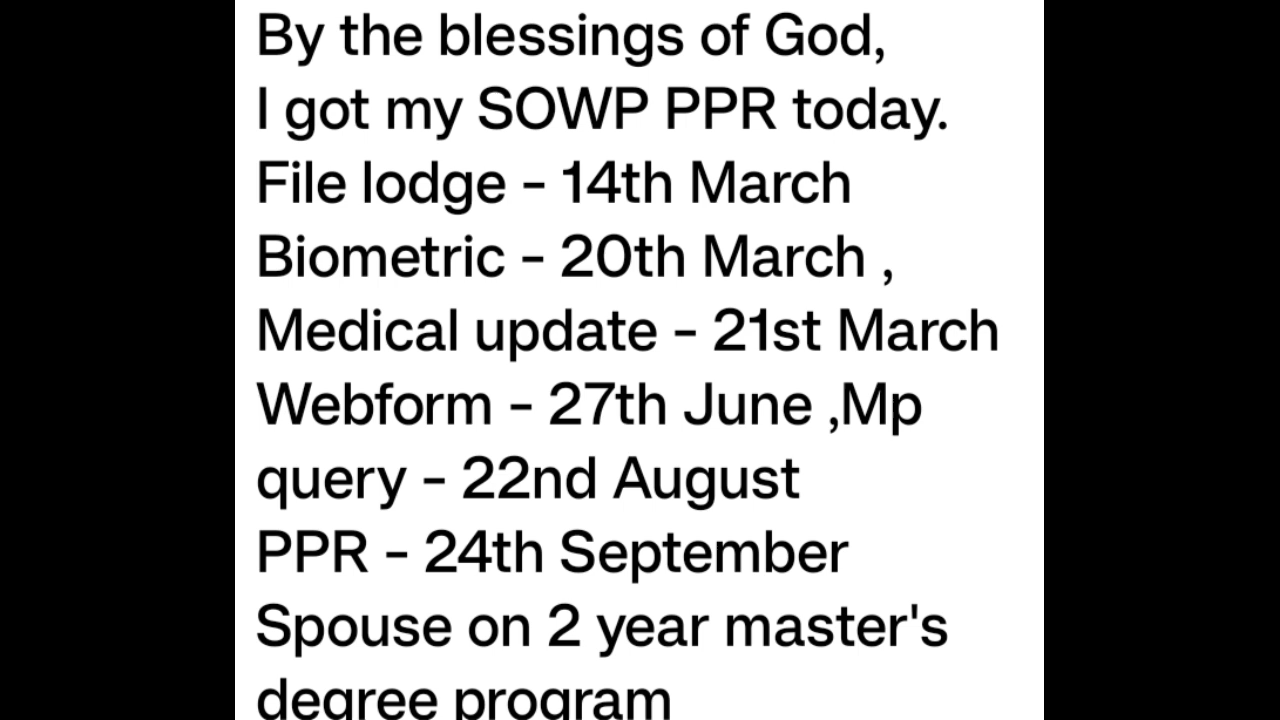 By the blessings of God,
I got my SOWP PPR today.
File lodge - 14th March
Biometric - 20th March ,
Medical update - 21st March
Webform - 27th June ,Mp
query - 22nd August
PPR - 24th September
Spouse on 2 year master's
degree program